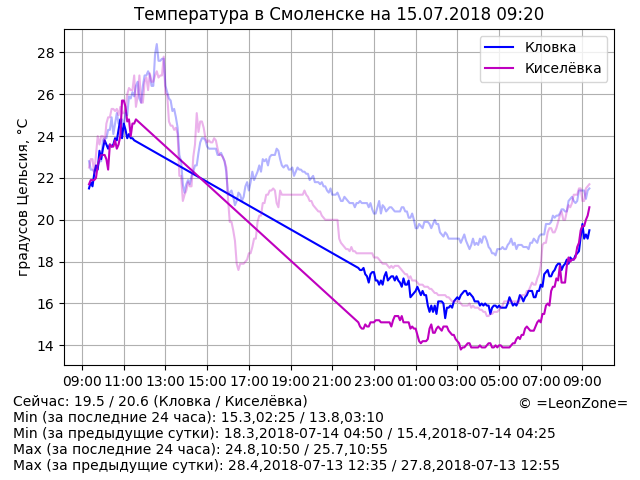 Температура в Смоленске на 15.07.2018 09:20
Кловка
Киселёвка
градусов Цельсия, °C
28
26
24
22
20
18
16
14
09:00 11:00 13:00 15:00 17:00 19:00 21:00 23:00 01:00 03:00 05:00 07:00 09:00
Сейчас: 19.5 / 20.6 (Кловка / Киселёвка)
© =LeonZone=
Min (за последние 24 часа): 15.3,02:25 / 13.8,03:10
Min (за предыдущие сутки): 18.3,2018-07-14 04:50 / 15.4,2018-07-14 04:25
Max (за последние 24 часа): 24.8,10:50 / 25.7,10:55
Max (за предыдущие сутки): 28.4,2018-07-13 12:35 / 27.8,2018-07-13 12:55